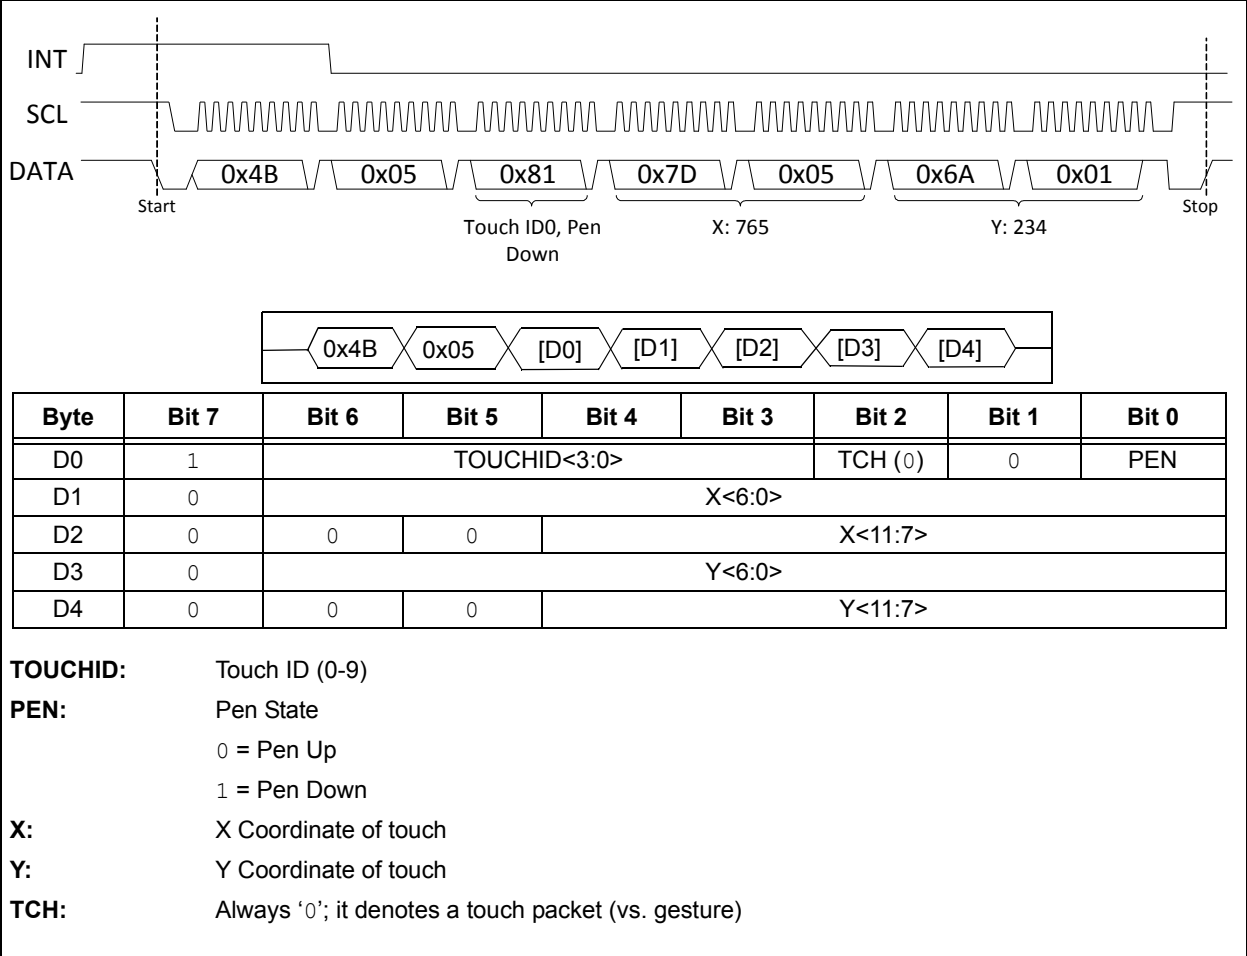 INT
SCL
DATA 0x4B 0x05 0x81 0x7D 0x05 0x6A 0x01
Start Stop
Touch ID0, Pen X: 765 Y: 234
Down
0x4B 0x05 [D0] [D1] [D2] [D3] [D4]
Byte Bit 7 Bit 6 Bit 5 Bit 4 Bit 3 Bit 2 Bit 1 Bit 0
D0 1 TOUCHID<3:0> TCH (0) 0 PEN
D1 0 X<6:0>
D2 0 0 0 X<11:7>
D3 0 Y<6:0>
D4 0 0 0 Y<11:7>
TOUCHID: Touch ID (0-9)
PEN: Pen State
0 = Pen Up
1 = Pen Down
X: X Coordinate of touch
Y: Y Coordinate of touch
TCH: Always ‘0’; it denotes a touch packet (vs. gesture)